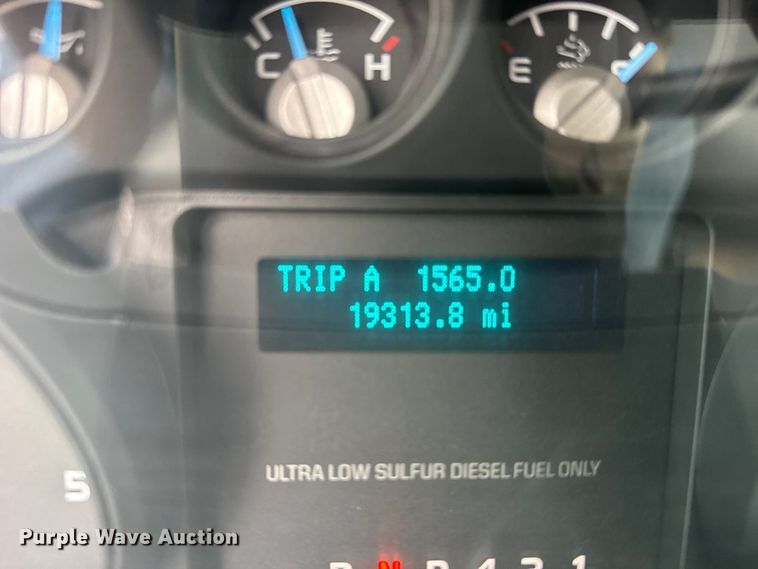 C H
E
TRIP A 1565.0
19313.8 mi
ULTRA LOW SULFUR DIESEL FUEL ONLY
5
Purple Wave Auction